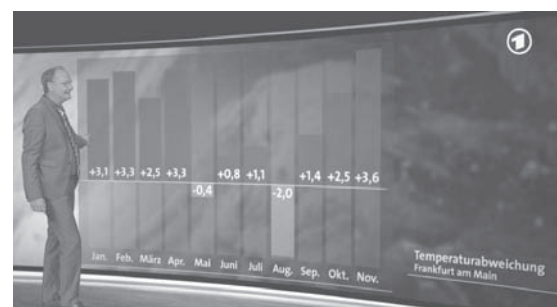 +3,1 +3,3 +2,5 +3,3 -0,4 +0,8 +1,1 -2,0 +1,4 +2,5 +3,6
Jan. Feb. März Apr. Mai Juni Juli Aug. Sep. Okt. Nov.
Temperaturabweichung
Frankfurt am Main
1